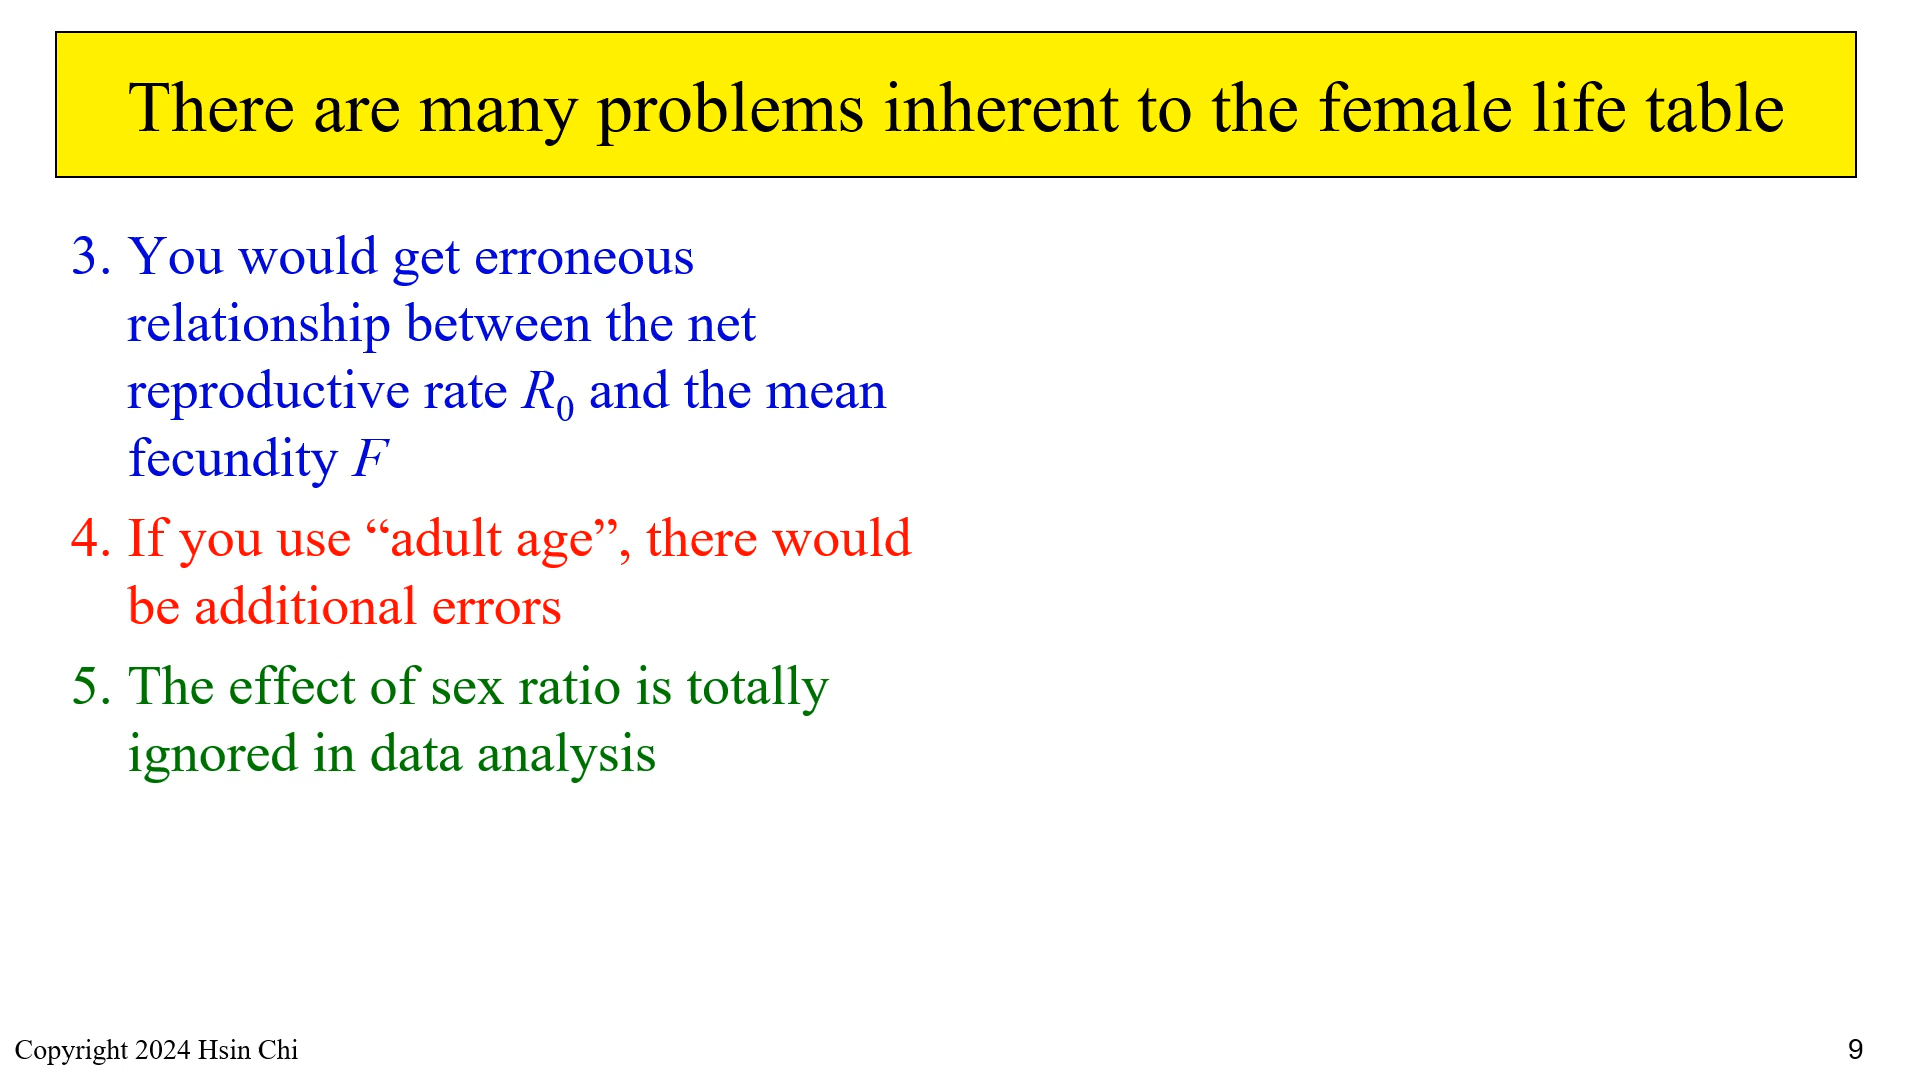 There are many problems inherent to the female life table
3. You would get erroneous
relationship between the net
reproductive rate R₀ and the mean
fecundity F
4. If you use “adult age”, there would
be additional errors
5. The effect of sex ratio is totally
ignored in data analysis
Copyright 2024 Hsin Chi
9